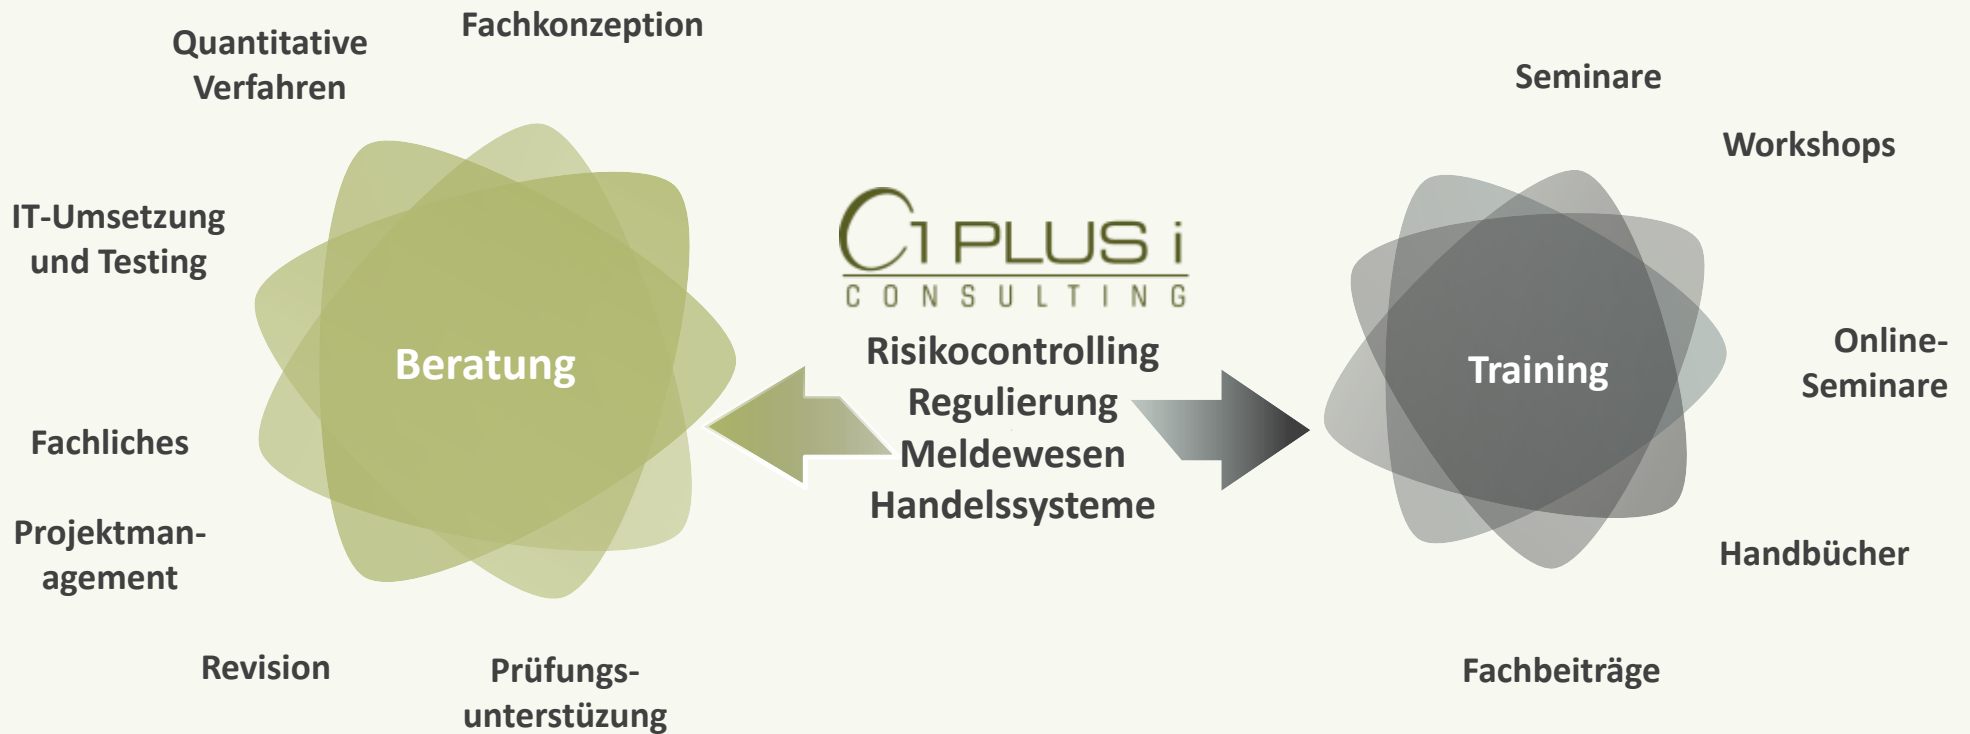 Fachkonzeption
Quantitative
Verfahren
IT-Umsetzung
und Testing
Beratung
Fachliches
Projektman-
agement
Revision
Prüfungs-
unterstüzung
1 PLUS i
CONSULTING
Risikocontrolling
Regulierung
Meldewesen
Handelssysteme
Seminare
Workshops
Training
Online-
Seminare
Handbücher
Fachbeiträge